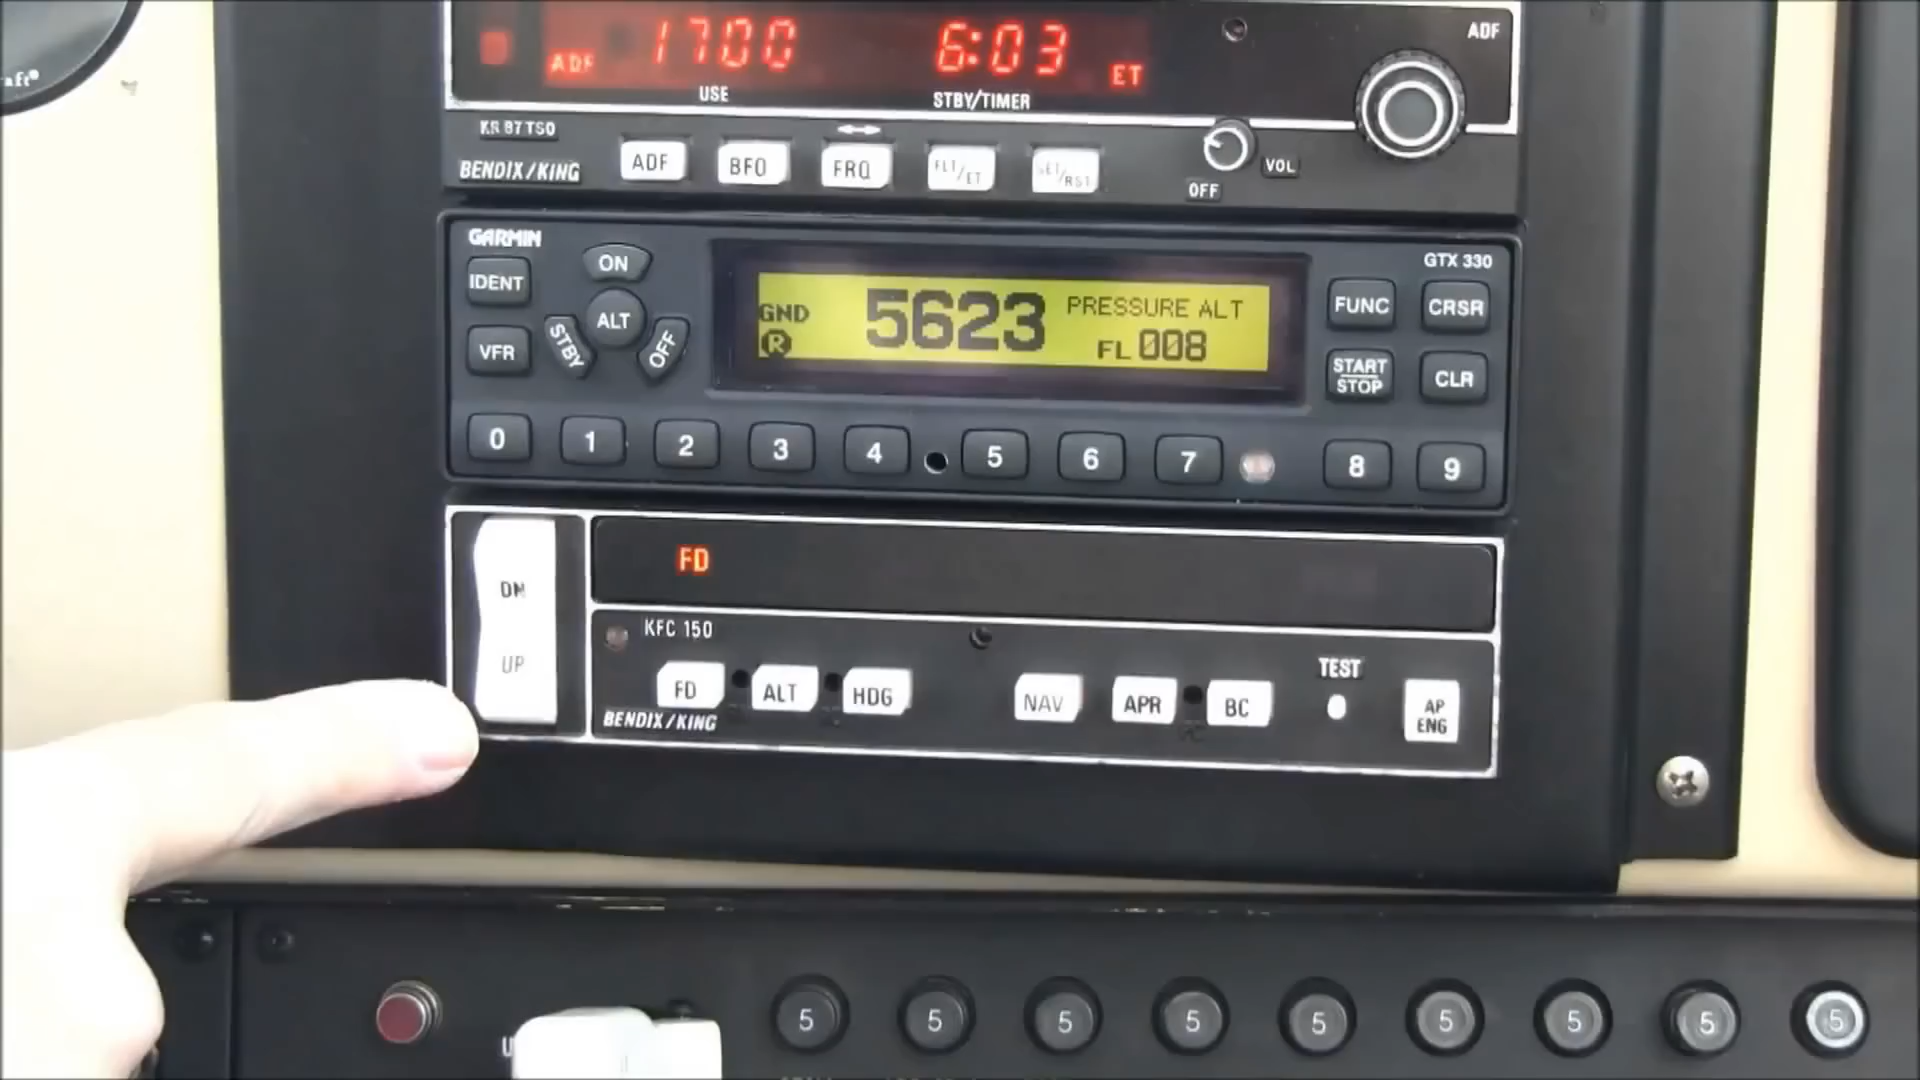 aft®
ADF
1700
6:03
ET
ADF
USE
STBY/TIMER
KR 87 TSO
BENDIX/KING
ADF
BFO
FRQ
FLT/ET
SET/RST
OFF
VOL
GARMIN
GTX 330
IDENT
ON
ALT
STBY
OFF
VFR
GND
R
5623
PRESSURE ALT
FL 008
FUNC
CRSR
START
STOP
CLR
0 1 2 3 4 5 6 7 8 9
DN
UP
FD
KFC 150
FD
ALT
HDG
NAV
APR
BC
TEST
AP
ENG
BENDIX/KING
5 5 5 5 5 5 5 5 5